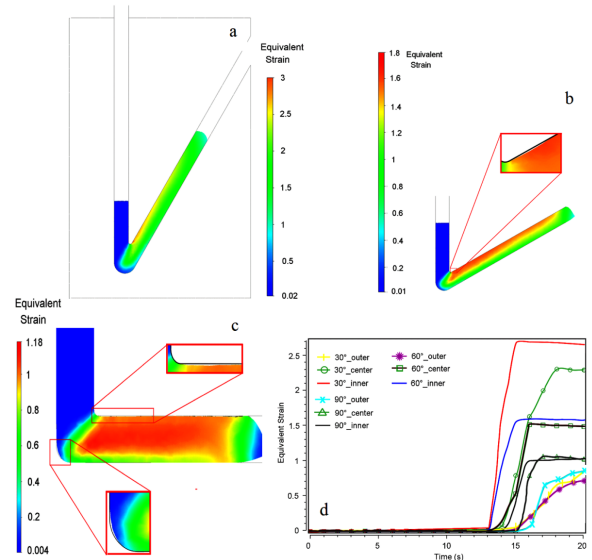 a
Equivalent
Strain
3
2.5
2
1.5
1
0.5
0.02
b
Equivalent
Strain
1.8
1.6
1.4
1.2
1
0.8
0.6
0.4
0.2
0.01
c
Equivalent
Strain
1.18
1
0.8
0.6
0.4
0.2
0.004
d
Equivalent Strain
2.5
2
1.5
1
0.5
0
30°_outer
30°_center
30°_inner
90°_outer
90°_center
90°_inner
60°_outer
60°_center
60°_inner
0
5
10
15
20
Time (s)